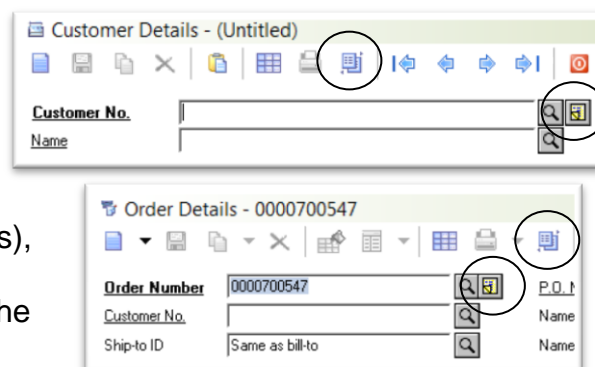 Customer Details - (Untitled)
Customer No.
Name
s),
he
Order Details - 0000700547
Order Number 0000700547 P.O.
Customer No. Name
Ship-to ID Same as bill-to Name